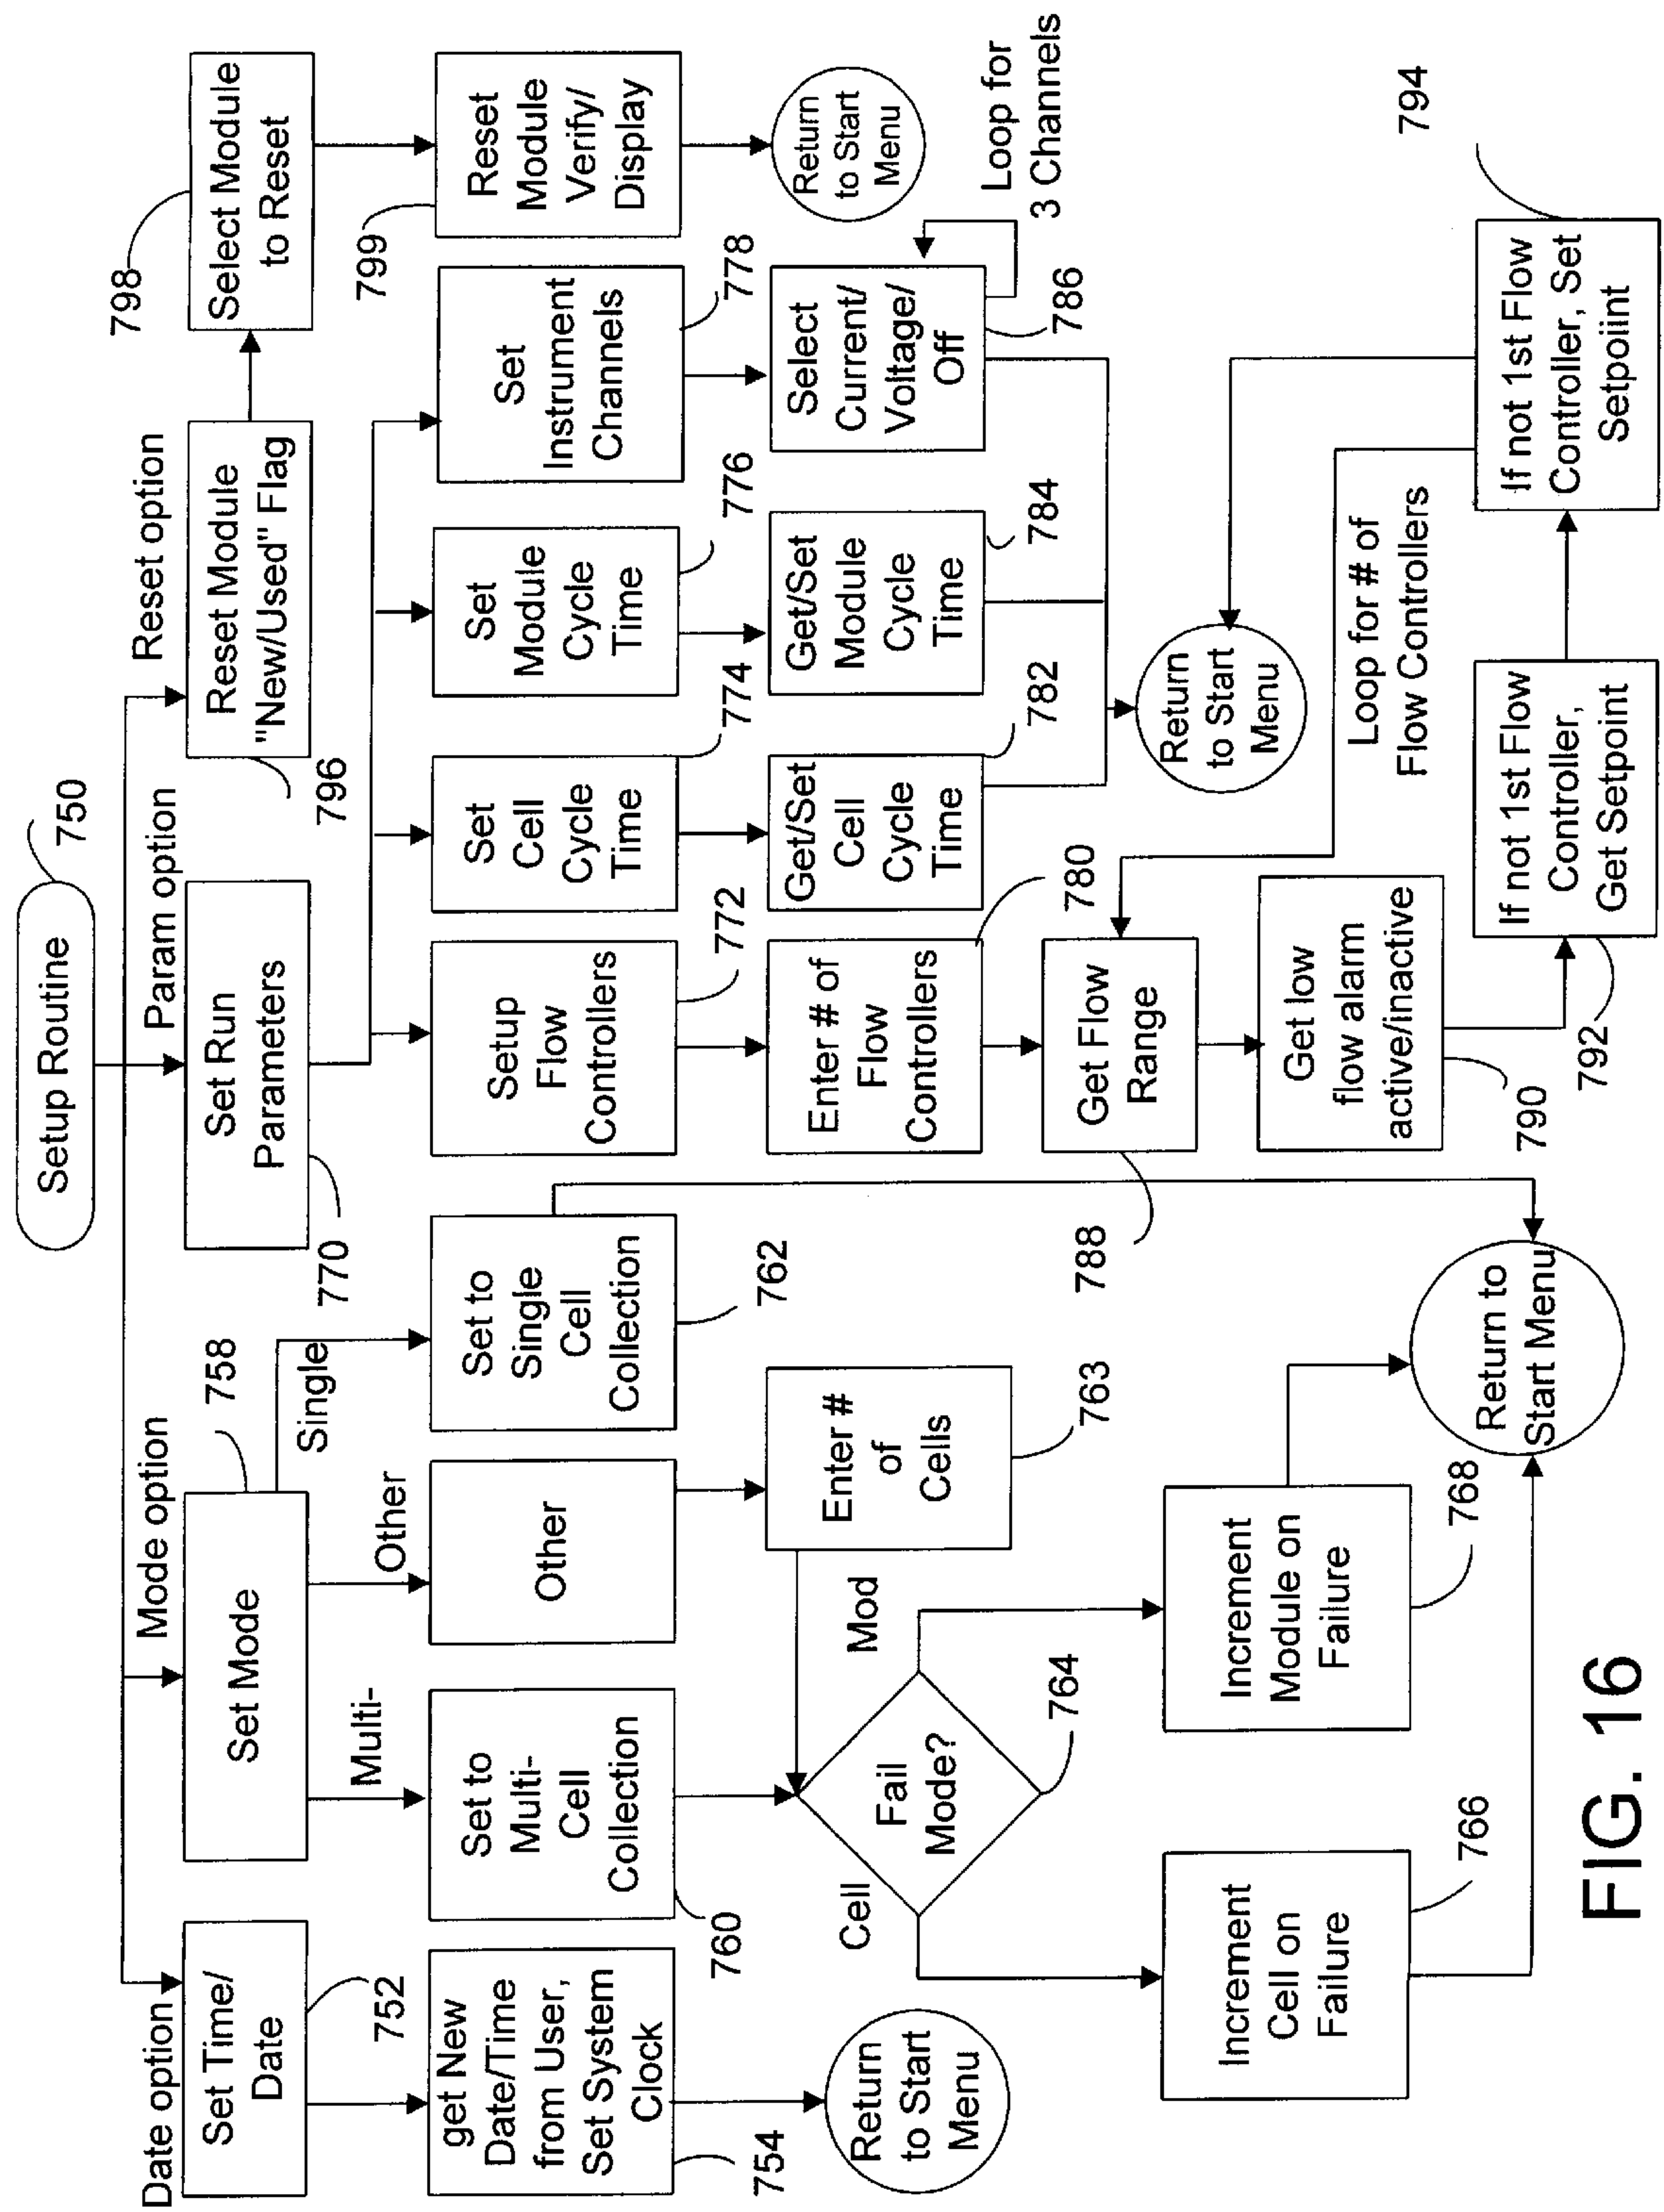 Setup Routine
750
Date option
Mode option
Param option
Reset option
Set Time/
Date
752
get New
Date/Time
from User,
Set System
Clock
754
Return
to Start
Menu
Set Mode
758
Multi-
Other
Single
Set to
Multi-
Cell
Collection
760
Other
Set to
Single
Cell
Collection
762
Enter #
of
Cells
763
Fail
Mode?
764
Cell
Mod
Increment
Cell on
Failure
766
Increment
Module on
Failure
768
Return to
Start Menu
Set Run
Parameters
770
Setup
Flow
Controllers
772
Set
Cell
Cycle
Time
774
Set
Module
Cycle
Time
776
Set
Instrument
Channels
778
Enter # of
Flow
Controllers
780
Get/Set
Cell
Cycle
Time
782
Get/Set
Module
Cycle
Time
784
Select
Current/
Voltage/
Off
786
Loop for
3 Channels
Return
to Start
Menu
Get Flow
Range
788
Get low
flow alarm
active/inactive
790
If not 1st Flow
Controller,
Get Setpoint
792
If not 1st Flow
Controller, Set
Setpoiint
794
Loop for # of
Flow Controllers
Reset Module
"New/Used" Flag
796
Select Module
to Reset
798
Reset
Module
Verify/
Display
799
Return
to Start
Menu
FIG. 16